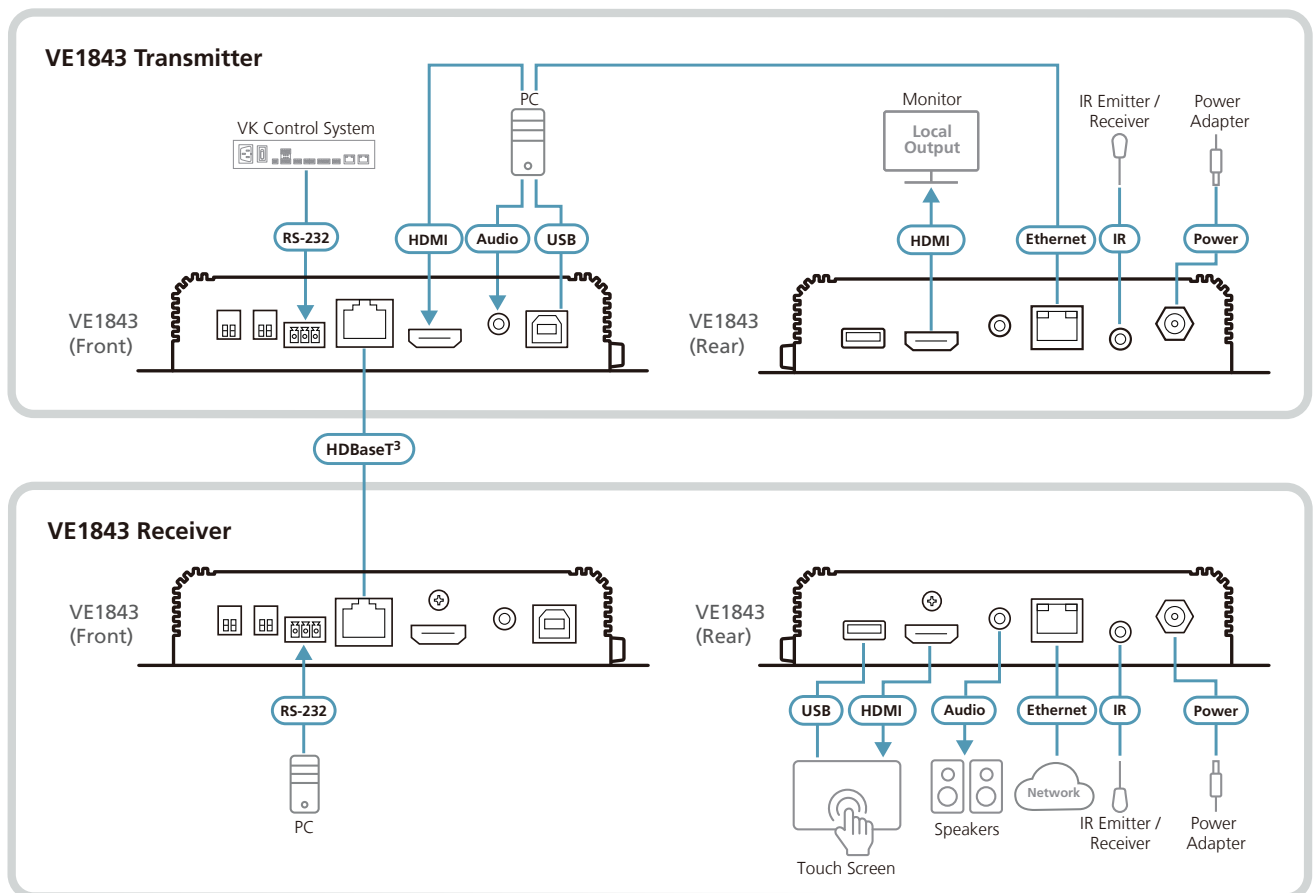 VE1843 Transmitter
PC
VK Control System
Monitor
Local
Output
IR Emitter /
Receiver
Power
Adapter
RS-232
HDMI
Audio
USB
HDMI
Ethernet
IR
Power
VE1843
(Front)
VE1843
(Rear)
HDBaseT³
VE1843 Receiver
VE1843
(Front)
VE1843
(Rear)
RS-232
USB
HDMI
Audio
Ethernet
IR
Power
PC
Touch Screen
Speakers
Network
IR Emitter /
Receiver
Power
Adapter